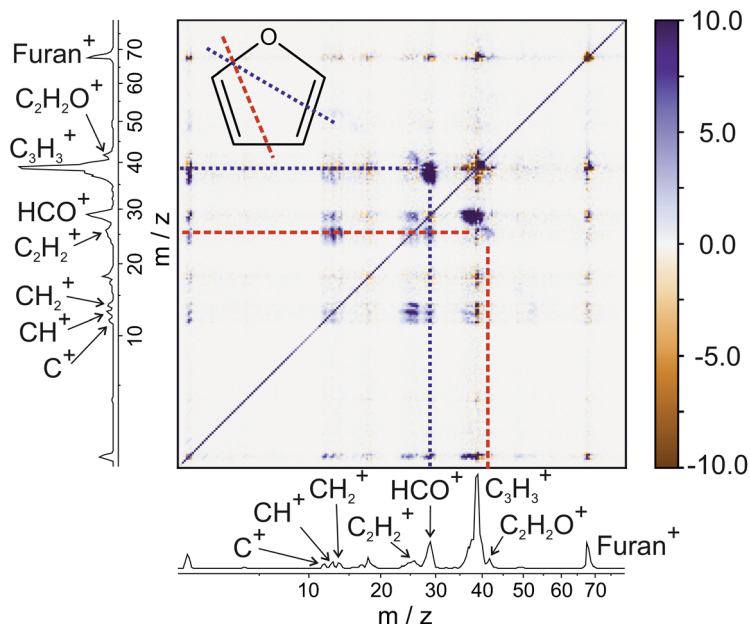 Furan⁺
C₂H₂O⁺
C₃H₃⁺
HCO⁺
C₂H₂⁺
CH₂⁺
CH⁺
C⁺
70
60
50
40
30
20
10
m / z
O
10.0
5.0
0.0
-5.0
-10.0
C⁺
CH⁺
CH₂⁺
C₂H₂⁺
HCO⁺
C₃H₃⁺
C₂H₂O⁺
Furan⁺
10 20 30 40 50 60 70
m / z